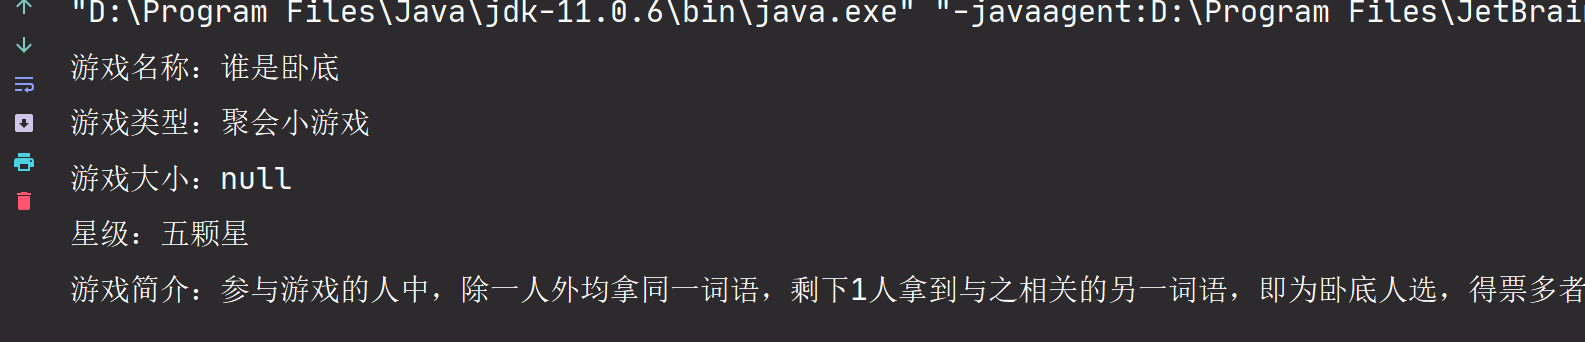 "D:\Program Files\Java\jdk-11.0.6\bin\java.exe" "-javaagent:D:\Program Files\JetBrai
游戏名称：谁是卧底
游戏类型：聚会小游戏
游戏大小：null
星级：五颗星
游戏简介：参与游戏的人中，除一人外均拿同一词语，剩下1人拿到与之相关的另一词语，即为卧底人选，得票多者